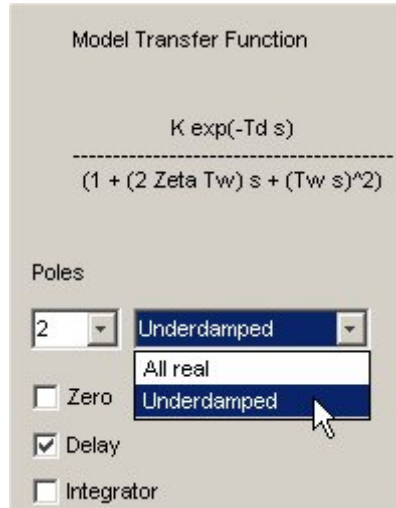 Model Transfer Function
K exp(-Td s)
----------------------------------------
(1 + (2 Zeta Tw) s + (Tw s)^2)
Poles
2 Underdamped
All real
Underdamped
Zero
Delay
Integrator